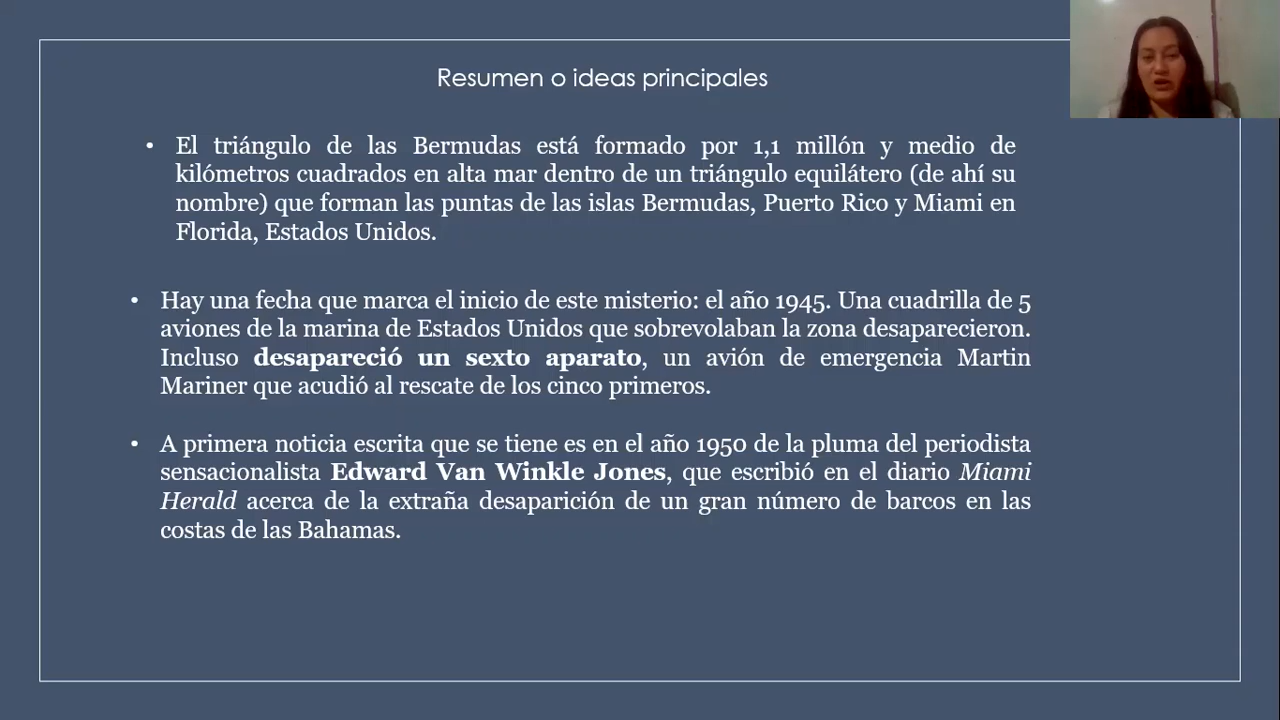 Resumen o ideas principales
• El triángulo de las Bermudas está formado por 1,1 millón y medio de
kilómetros cuadrados en alta mar dentro de un triángulo equilátero (de ahí su
nombre) que forman las puntas de las islas Bermudas, Puerto Rico y Miami en
Florida, Estados Unidos.
• Hay una fecha que marca el inicio de este misterio: el año 1945. Una cuadrilla de 5
aviones de la marina de Estados Unidos que sobrevolaban la zona desaparecieron.
Incluso desapareció un sexto aparato, un avión de emergencia Martin
Mariner que acudió al rescate de los cinco primeros.
• A primera noticia escrita que se tiene es en el año 1950 de la pluma del periodista
sensacionalista Edward Van Winkle Jones, que escribió en el diario Miami
Herald acerca de la extraña desaparición de un gran número de barcos en las
costas de las Bahamas.